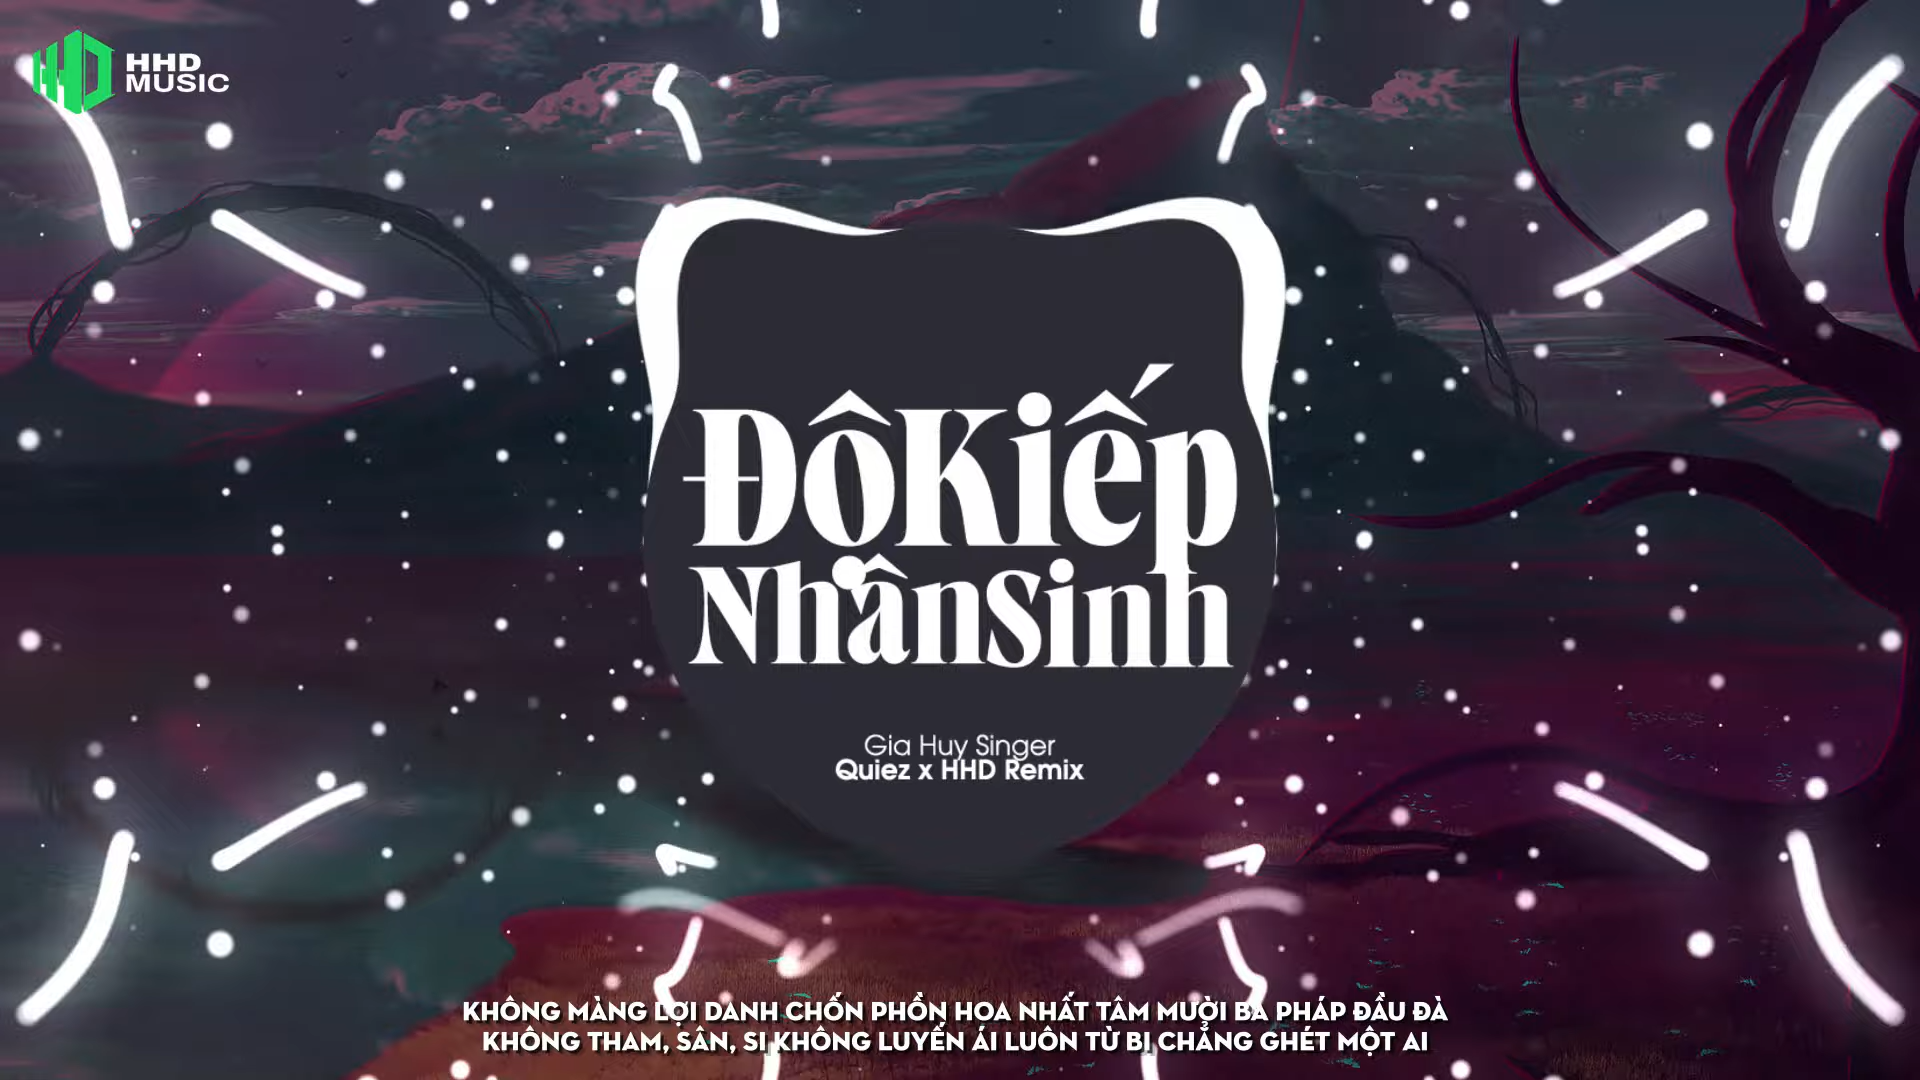 HHD
MUSIC
ĐộKiếp
NhânSinh
Gia Huy Singer
Quiez x HHD Remix
KHÔNG MÀNG LỢI DANH CHỐN PHỒN HOA NHẤT TÂM MƯỜI BA PHÁP ĐẦU ĐÀ
KHÔNG THAM, SÂN, SI KHÔNG LUYẾN ÁI LUÔN TỪ BI CHẲNG GHÉT MỘT AI